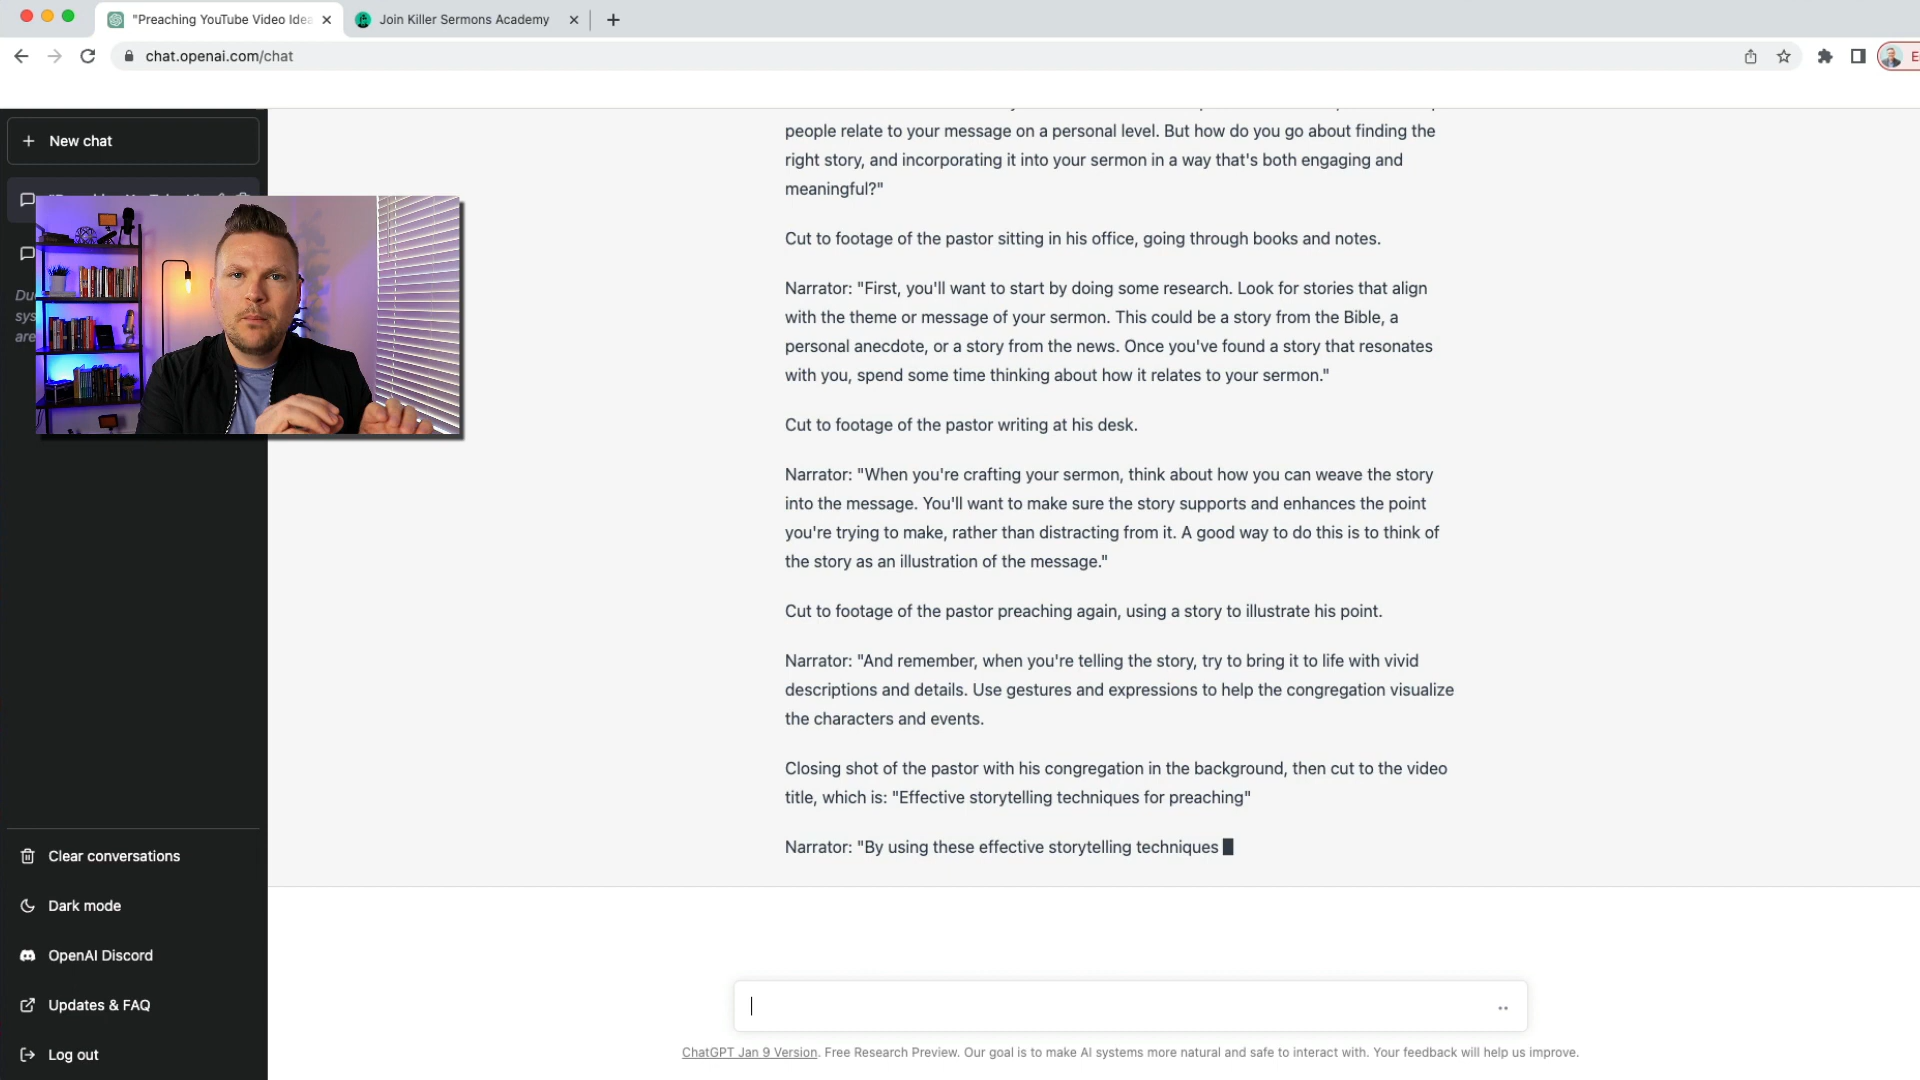 "Preaching YouTube Video Idea
Join Killer Sermons Academy
chat.openai.com/chat
New chat
people relate to your message on a personal level. But how do you go about finding the
right story, and incorporating it into your sermon in a way that's both engaging and
meaningful?"
Cut to footage of the pastor sitting in his office, going through books and notes.
Narrator: "First, you'll want to start by doing some research. Look for stories that align
with the theme or message of your sermon. This could be a story from the Bible, a
personal anecdote, or a story from the news. Once you've found a story that resonates
with you, spend some time thinking about how it relates to your sermon."
Cut to footage of the pastor writing at his desk.
Narrator: "When you're crafting your sermon, think about how you can weave the story
into the message. You'll want to make sure the story supports and enhances the point
you're trying to make, rather than distracting from it. A good way to do this is to think of
the story as an illustration of the message."
Cut to footage of the pastor preaching again, using a story to illustrate his point.
Narrator: "And remember, when you're telling the story, try to bring it to life with vivid
descriptions and details. Use gestures and expressions to help the congregation visualize
the characters and events.
Closing shot of the pastor with his congregation in the background, then cut to the video
title, which is: "Effective storytelling techniques for preaching"
Narrator: "By using these effective storytelling techniques
Du
sys
are
Clear conversations
Dark mode
OpenAI Discord
Updates & FAQ
Log out
ChatGPT Jan 9 Version. Free Research Preview. Our goal is to make AI systems more natural and safe to interact with. Your feedback will help us improve.